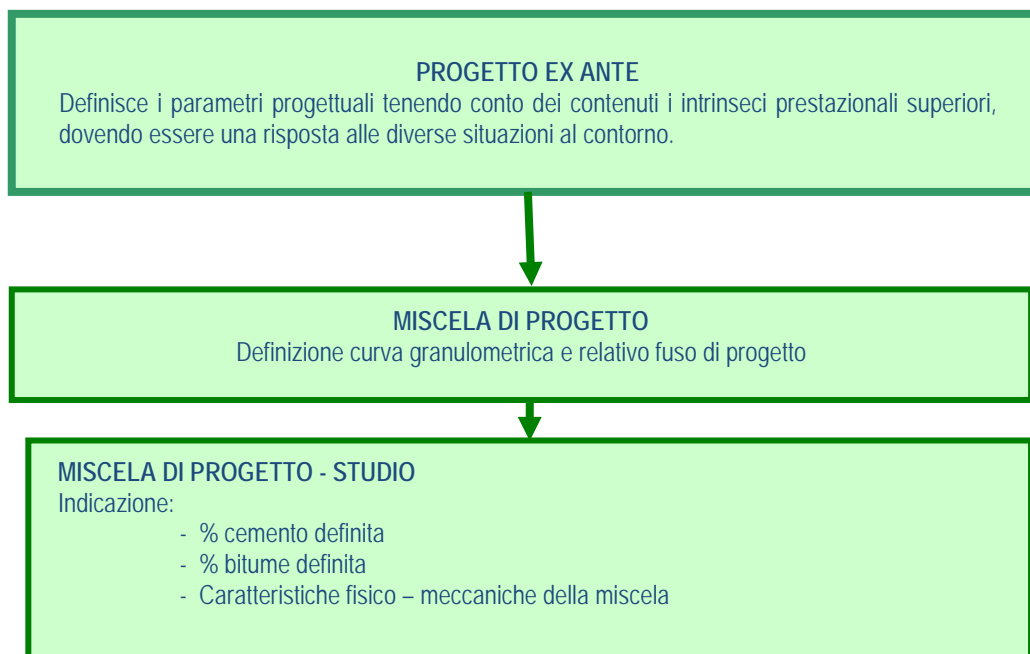 PROGETTO EX ANTE
Definisce i parametri progettuali tenendo conto dei contenuti i intrinseci prestazionali superiori,
dovendo essere una risposta alle diverse situazioni al contorno.
MISCELA DI PROGETTO
Definizione curva granulometrica e relativo fuso di progetto
MISCELA DI PROGETTO - STUDIO
Indicazione:
- % cemento definita
- % bitume definita
- Caratteristiche fisico – meccaniche della miscela